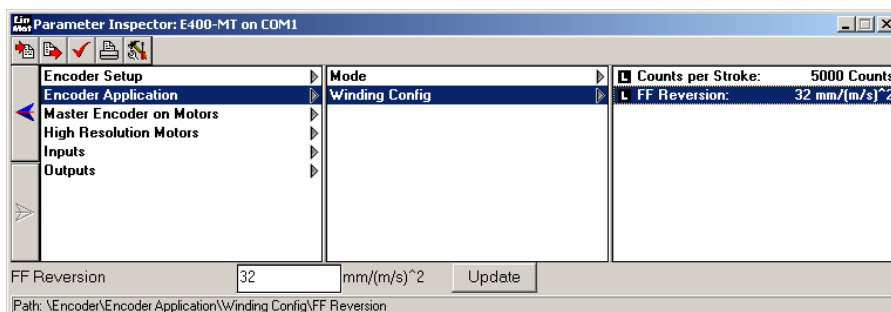 Lin Mot Parameter Inspector: E400-MT on COM1
Encoder Setup
Encoder Application
Master Encoder on Motors
High Resolution Motors
Inputs
Outputs
Mode
Winding Config
L Counts per Stroke: 5000 Counts
L FF Reversion: 32 mm/(m/s)^2
FF Reversion 32 mm/(m/s)^2 Update
Path: \Encoder\Encoder Application\Winding Config\FF Reversion